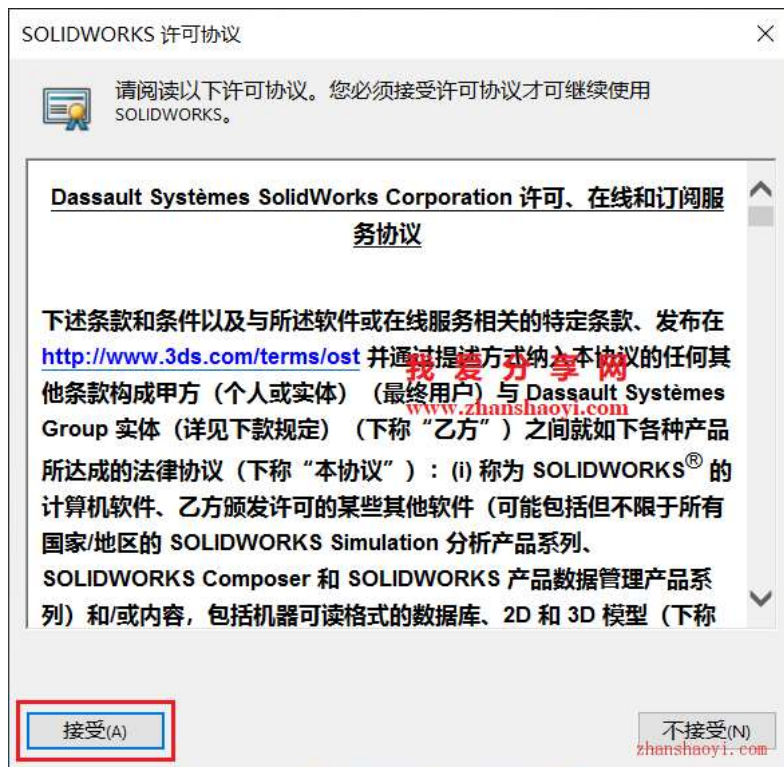 SOLIDWORKS 许可协议
请阅读以下许可协议。您必须接受许可协议才可继续使用
SOLIDWORKS。
Dassault Systèmes SolidWorks Corporation 许可、在线和订阅服
务协议
下述条款和条件以及与所述软件或在线服务相关的特定条款、发布在
http://www.3ds.com/terms/ost 并通过提述方式纳入本协议的任何其
我爱分享网
他条款构成甲方（个人或实体）（最终用户）与 Dassault Systèmes
www.zhanshaoyi.com
Group 实体（详见下款规定）（下称“乙方”）之间就如下各种产品
所达成的法律协议（下称“本协议”）：(i) 称为 SOLIDWORKS® 的
计算机软件、乙方颁发许可的某些其他软件（可能包括但不限于所有
国家/地区的 SOLIDWORKS Simulation 分析产品系列、
SOLIDWORKS Composer 和 SOLIDWORKS 产品数据管理产品系
列）和/或内容，包括机器可读格式的数据库、2D 和 3D 模型（下称
接受(A)
不接受(N)
zhanshaoyi.com